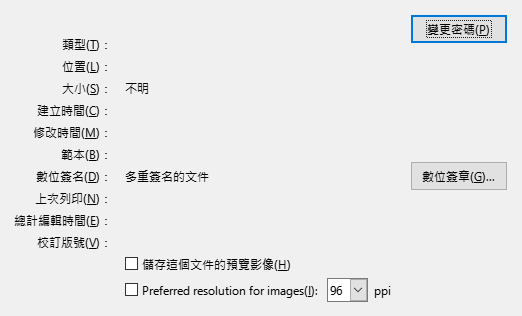 變更密碼(P)
類型(T)：
位置(L)：
大小(S)： 不明
建立時間(C)：
修改時間(M)：
範本(B)：
數位簽名(D)： 多重簽名的文件 數位簽章(G)...
上次列印(N)：
總計編輯時間(E)：
校訂版號(V)：
儲存這個文件的預覽影像(H)
Preferred resolution for images(I): 96 ppi